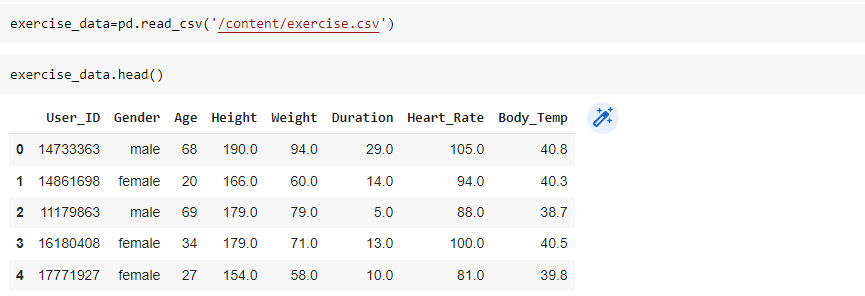 exercise_data=pd.read_csv('/content/exercise.csv')
exercise_data.head()
User_ID Gender Age Height Weight Duration Heart_Rate Body_Temp
0 14733363 male 68 190.0 94.0 29.0 105.0 40.8
1 14861698 female 20 166.0 60.0 14.0 94.0 40.3
2 11179863 male 69 179.0 79.0 5.0 88.0 38.7
3 16180408 female 34 179.0 71.0 13.0 100.0 40.5
4 17771927 female 27 154.0 58.0 10.0 81.0 39.8